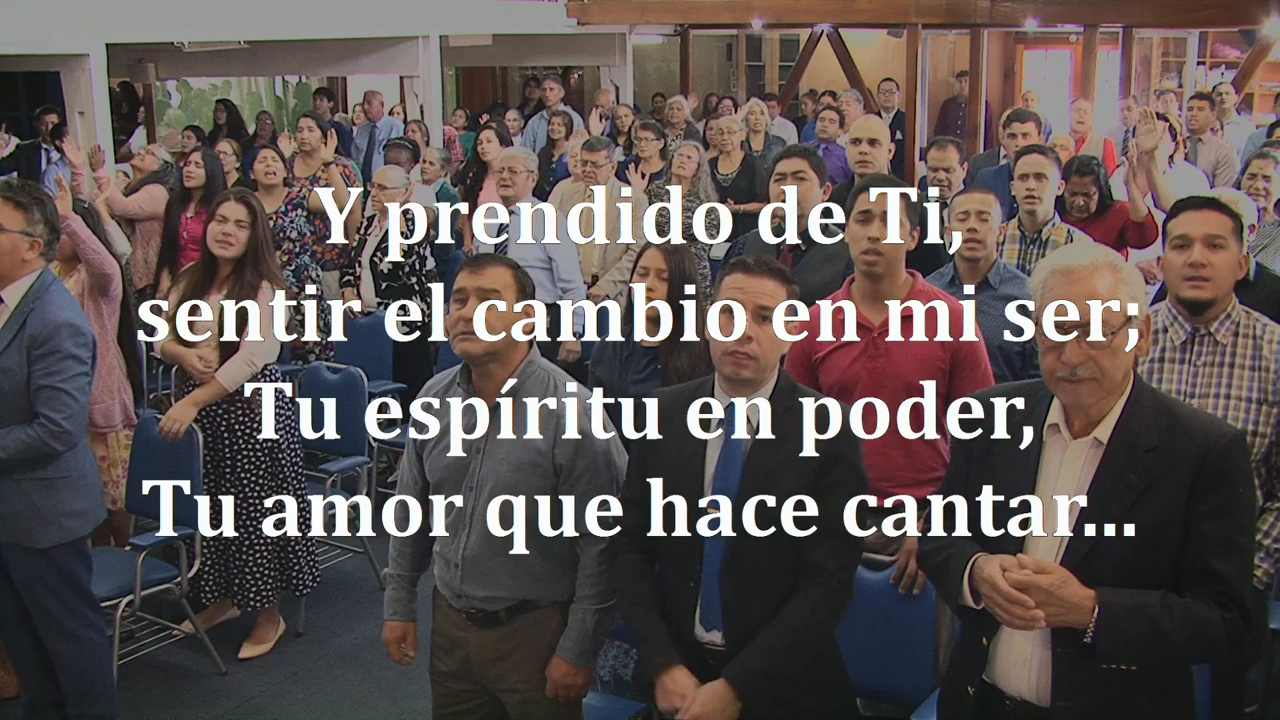 Y prendido de Ti,
sentir el cambio en mi ser;
Tu espíritu en poder,
Tu amor que hace cantar...